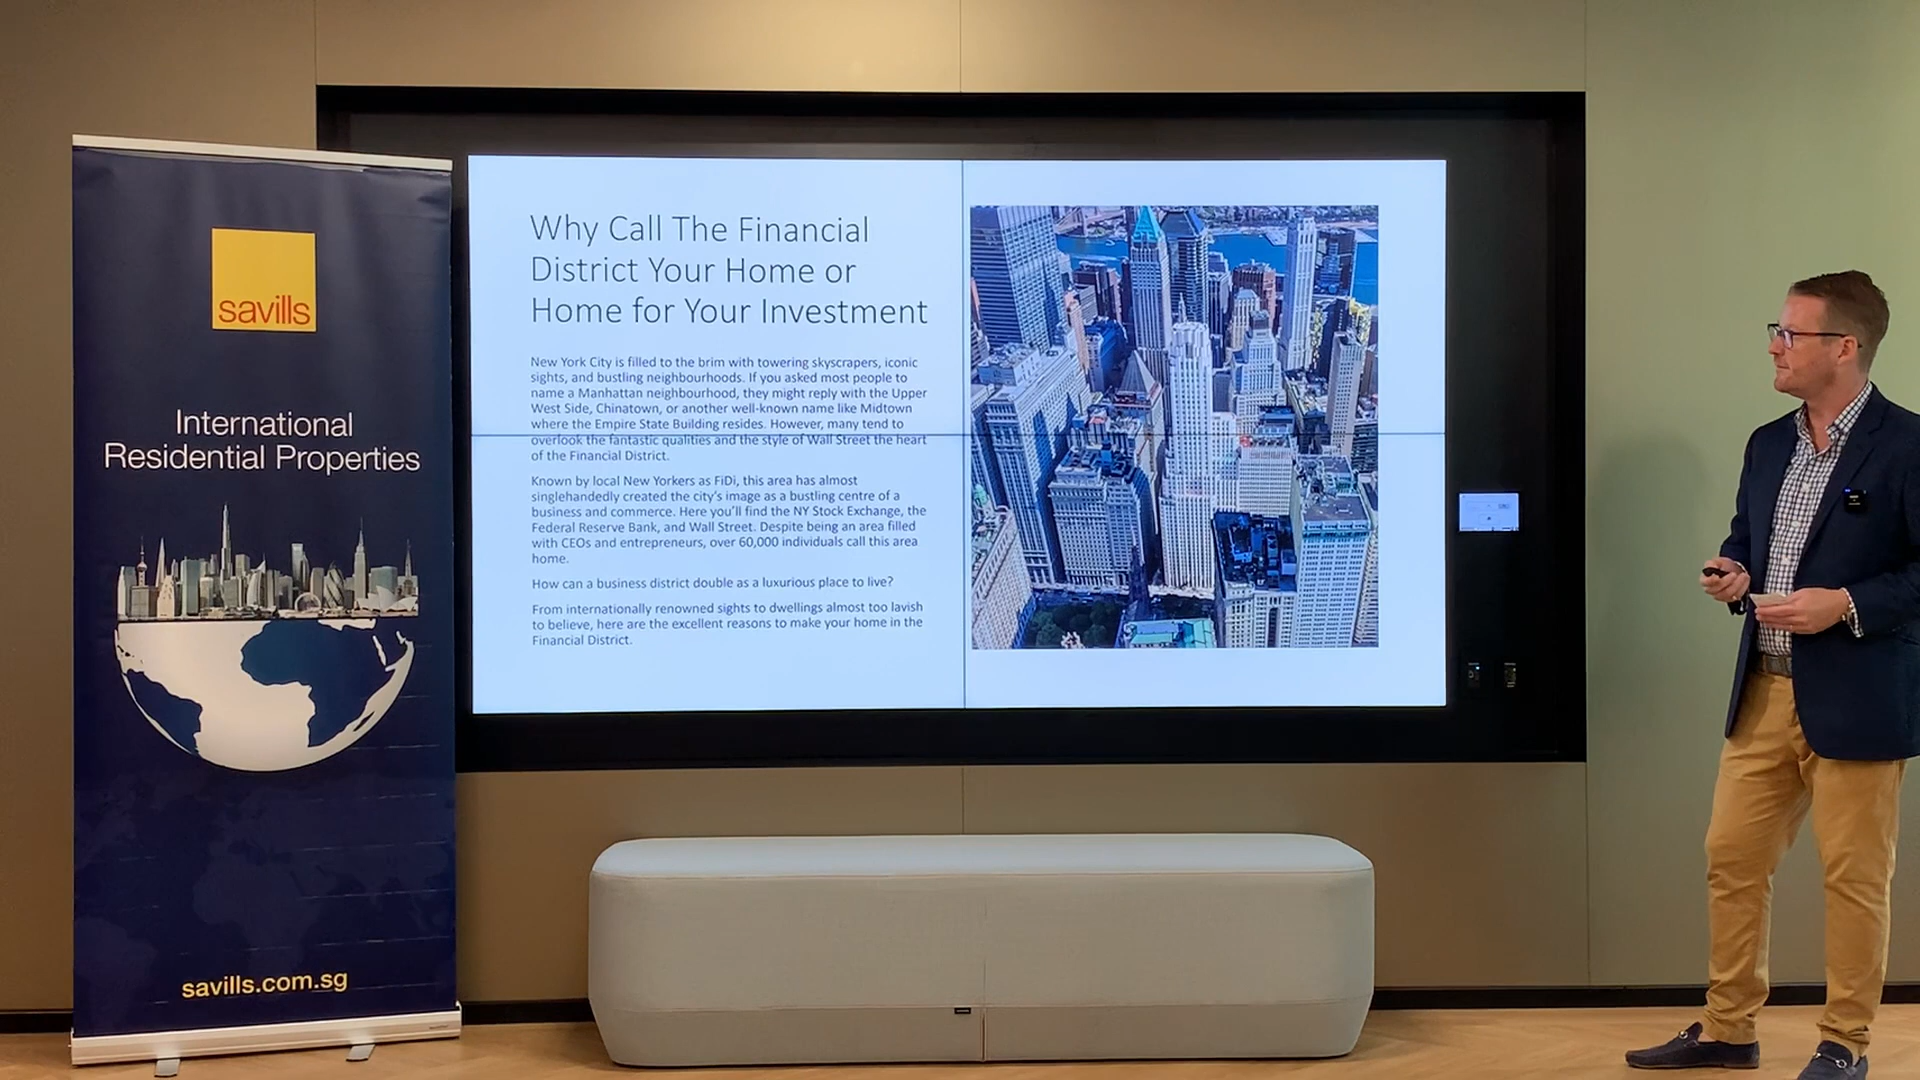 savills
International
Residential Properties
savills.com.sg
Why Call The Financial
District Your Home or
Home for Your Investment
New York City is filled to the brim with towering skyscrapers, iconic
sights, and bustling neighbourhoods. If you asked most people to
name a Manhattan neighbourhood, they might reply with the Upper
West Side, Chinatown, or another well-known name like Midtown
where the Empire State Building resides. However, many tend to
overlook the fantastic qualities and the style of Wall Street the heart
of the Financial District.
Known by local New Yorkers as FiDi, this area has almost
singlehandedly created the city's image as a bustling centre of a
business and commerce. Here you'll find the NY Stock Exchange, the
Federal Reserve Bank, and Wall Street. Despite being an area filled
with CEOs and entrepreneurs, over 60,000 individuals call this area
home.
How can a business district double as a luxurious place to live?
From internationally renowned sights to dwellings almost too lavish
to believe, here are the excellent reasons to make your home in the
Financial District.